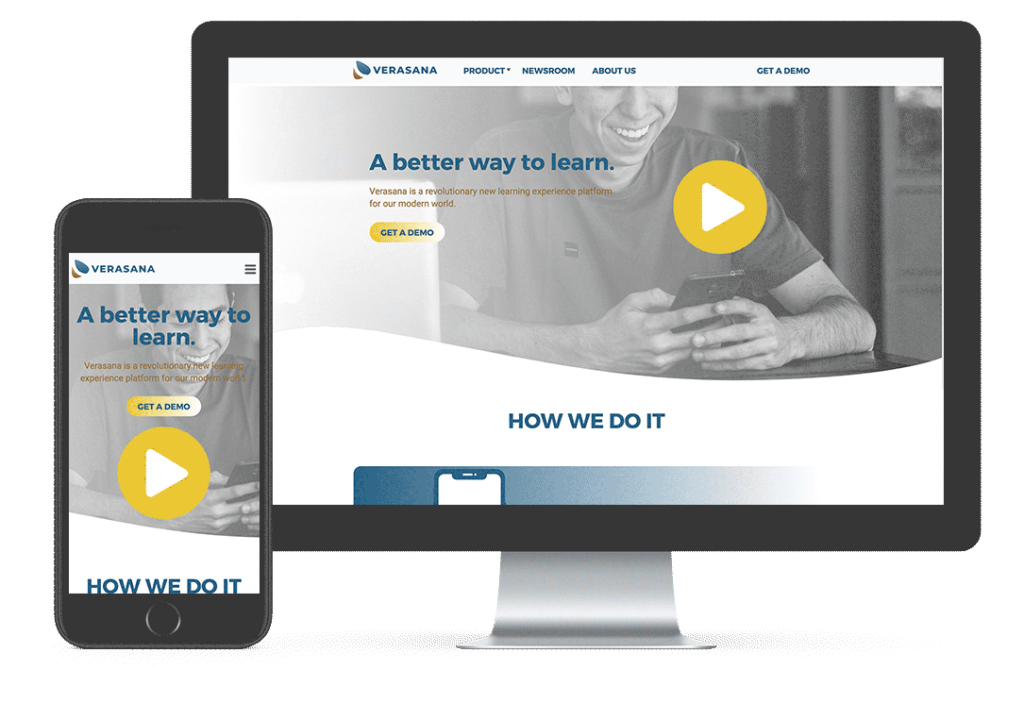 VERASANA
PRODUCT NEWSROOM ABOUT US
GET A DEMO
A better way to learn.
Verasana is a revolutionary new learning experience platform
for our modern world.
GET A DEMO
HOW WE DO IT
VERASANA
A better way to
learn.
Verasana is a revolutionary new learning
experience platform for our modern world.
GET A DEMO
HOW WE DO IT